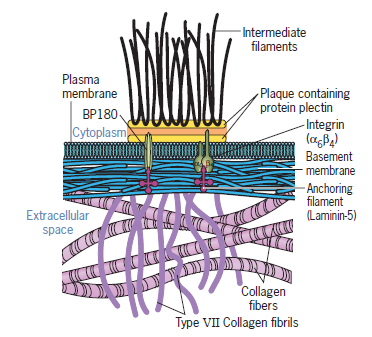 Intermediate
filaments
Plasma
membrane
Plaque containing
protein plectin
BP180
Cytoplasm
Integrin
(α6β4)
Basement
membrane
Anchoring
filament
(Laminin-5)
Extracellular
space
Collagen
fibers
Type VII Collagen fibrils